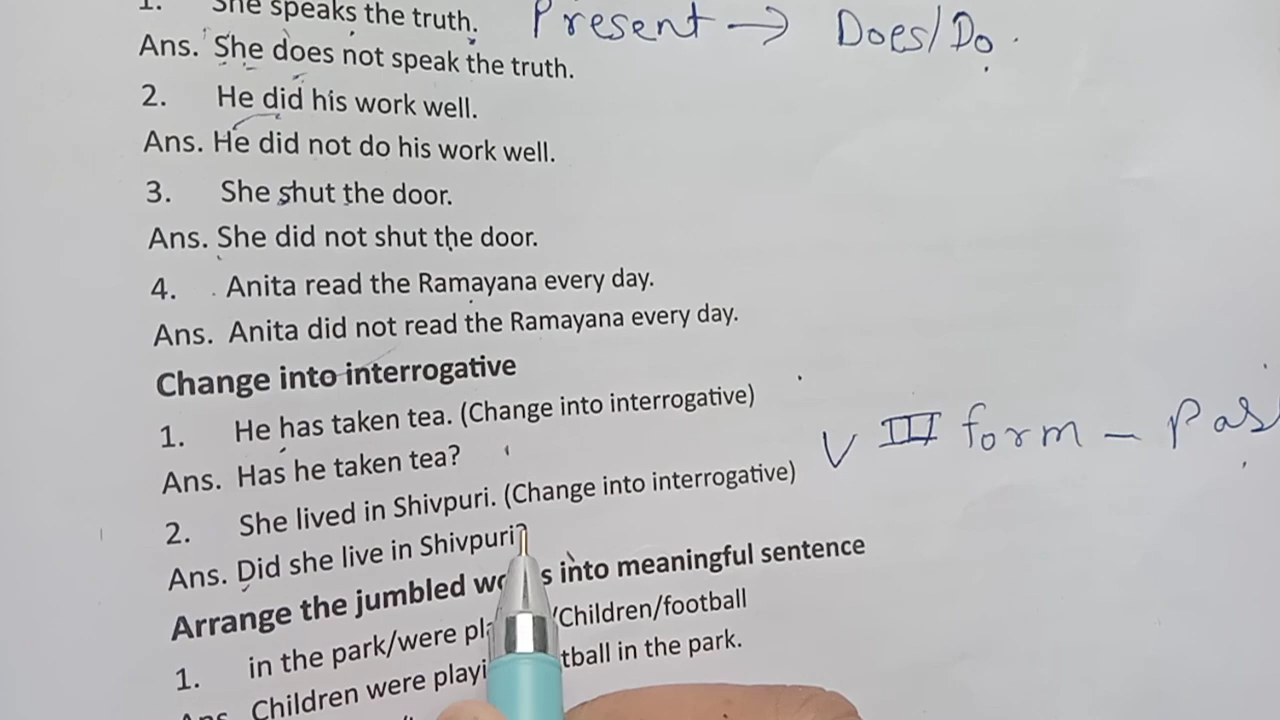 1. She speaks the truth. Present → Does/Do.
Ans. She does not speak the truth.
2. He did his work well.
Ans. He did not do his work well.
3. She shut the door.
Ans. She did not shut the door.
4. Anita read the Ramayana every day.
Ans. Anita did not read the Ramayana every day.
Change into interrogative
1. He has taken tea. (Change into interrogative)
V III form – Pas
Ans. Has he taken tea?
2. She lived in Shivpuri. (Change into interrogative)
Ans. Did she live in Shivpuri?
Arrange the jumbled into meaningful sentence
1. in the park/were /Children/football
Ans. Children were in the park.